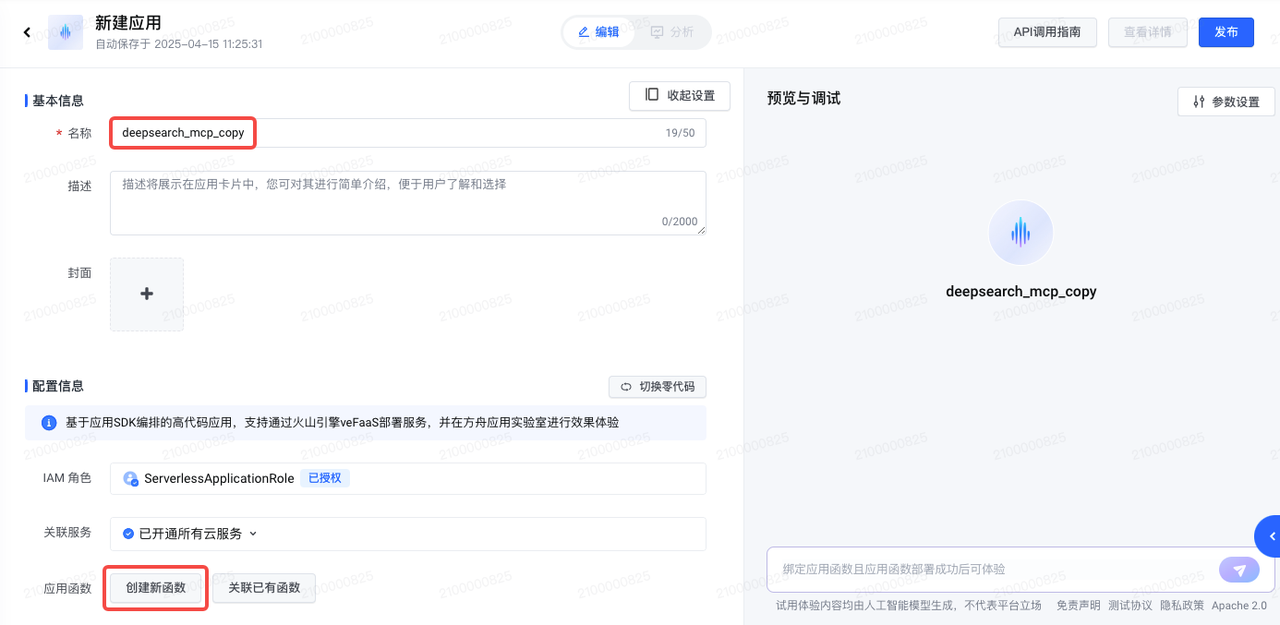 新建应用
自动保存于 2025-04-15 11:25:31
编辑
分析
API调用指南
查看详情
发布
基本信息
收起设置
* 名称
deepsearch_mcp_copy
19/50
描述
描述将展示在应用卡片中，您可对其进行简单介绍，便于用户了解和选择
0/2000
封面
+
配置信息
切换零代码
基于应用SDK编排的高代码应用，支持通过火山引擎veFaaS部署服务，并在方舟应用实验室进行效果体验
IAM 角色
ServerlessApplicationRole
已授权
关联服务
已开通所有云服务
应用函数
创建新函数
关联已有函数
预览与调试
参数设置
deepsearch_mcp_copy
绑定应用函数且应用函数部署成功后可体验
试用体验内容均由人工智能模型生成，不代表平台立场 免责声明 测试协议 隐私政策 Apache 2.0
2100000825